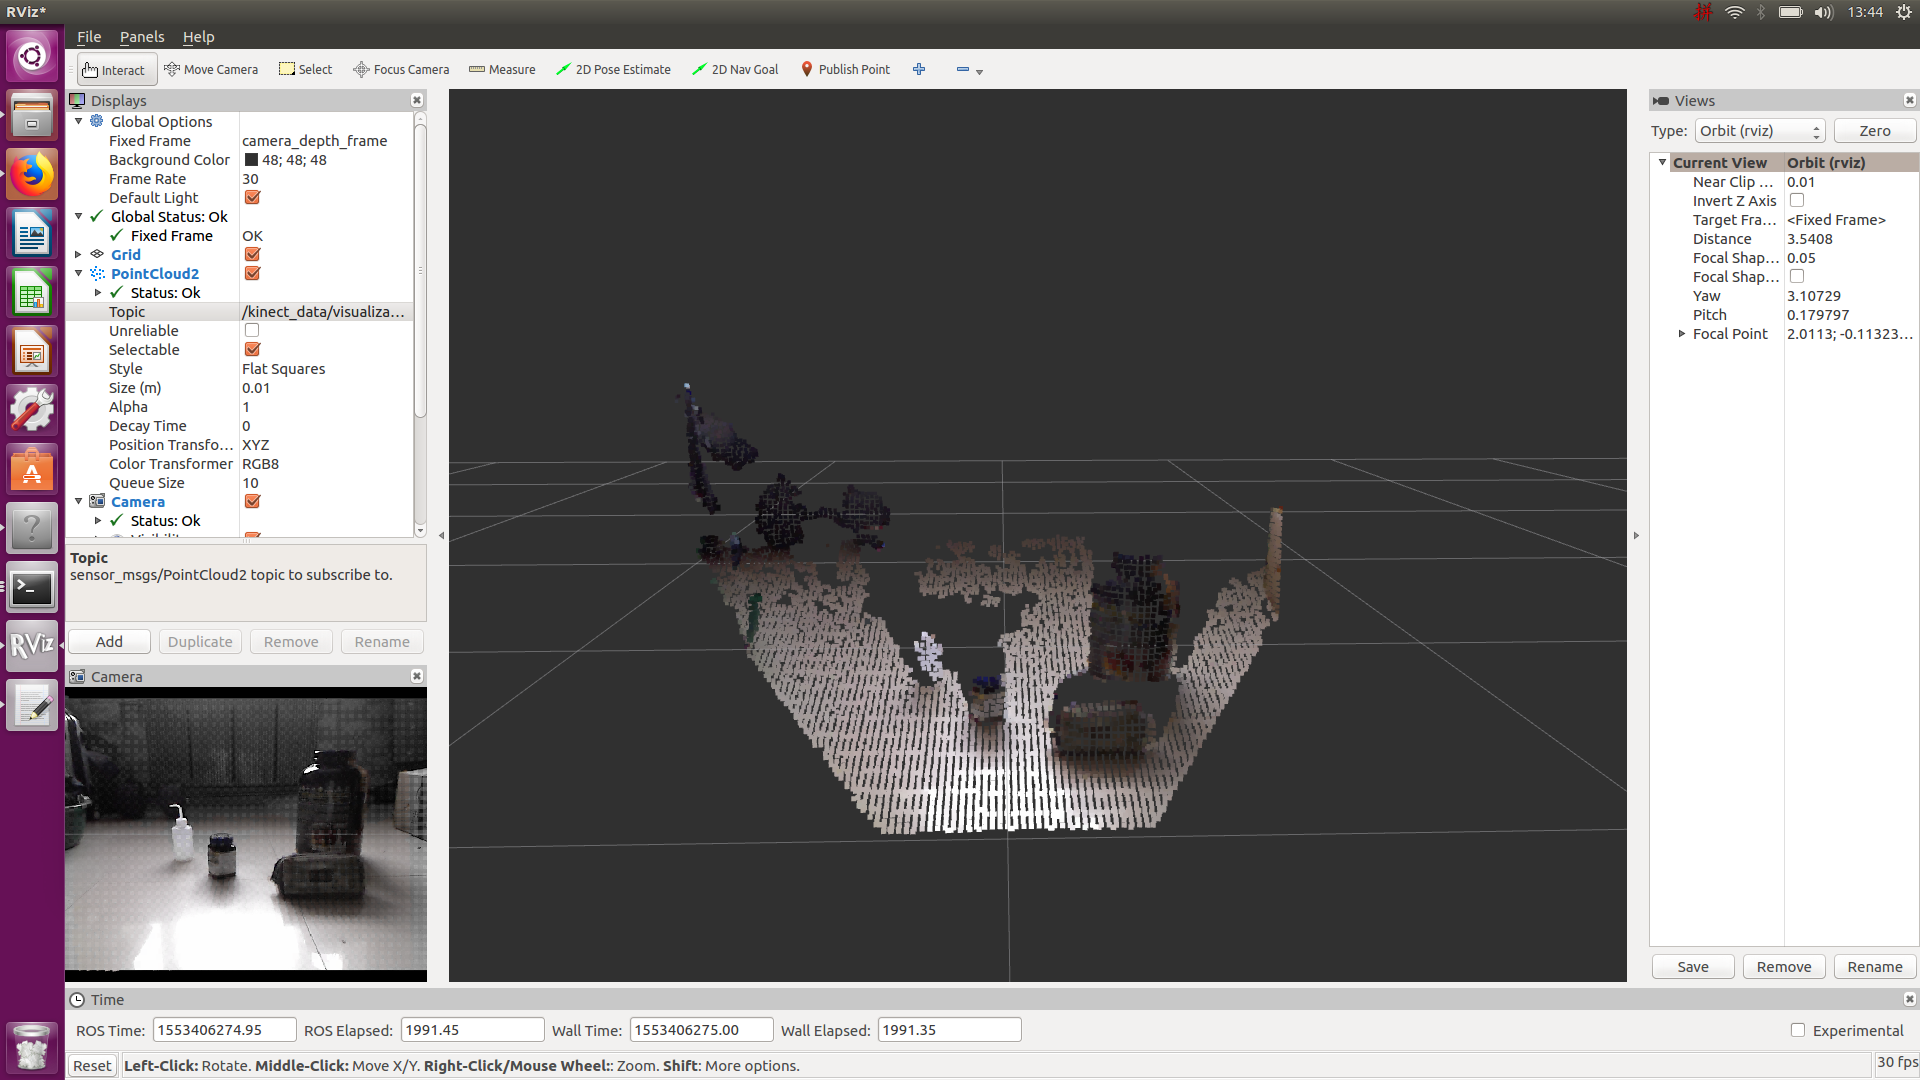 RViz*
拼
13:44
File Panels Help
Interact Move Camera Select Focus Camera Measure 2D Pose Estimate 2D Nav Goal Publish Point
Displays
Global Options
Fixed Frame camera_depth_frame
Background Color 48; 48; 48
Frame Rate 30
Default Light
Global Status: Ok
Fixed Frame OK
Grid
PointCloud2
Status: Ok
Topic /kinect_data/visualiza...
Unreliable
Selectable
Style Flat Squares
Size (m) 0.01
Alpha 1
Decay Time 0
Position Transfo... XYZ
Color Transformer RGB8
Queue Size 10
Camera
Status: Ok
Topic
sensor_msgs/PointCloud2 topic to subscribe to.
Add Duplicate Remove Rename
RViz
Camera
Views
Type: Orbit (rviz) Zero
Current View Orbit (rviz)
Near Clip ... 0.01
Invert Z Axis
Target Fra... <Fixed Frame>
Distance 3.5408
Focal Shap... 0.05
Focal Shap...
Yaw 3.10729
Pitch 0.179797
Focal Point 2.0113; -0.11323...
Save Remove Rename
Time
ROS Time: 1553406274.95 ROS Elapsed: 1991.45 Wall Time: 1553406275.00 Wall Elapsed: 1991.35 Experimental
Reset Left-Click: Rotate. Middle-Click: Move X/Y. Right-Click/Mouse Wheel:: Zoom. Shift: More options. 30 fps